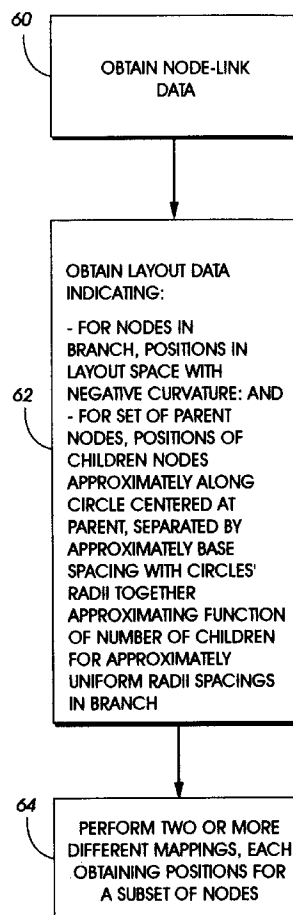 60
OBTAIN NODE-LINK
DATA
62
OBTAIN LAYOUT DATA
INDICATING:
- FOR NODES IN
BRANCH, POSITIONS IN
LAYOUT SPACE WITH
NEGATIVE CURVATURE: AND
- FOR SET OF PARENT
NODES, POSITIONS OF
CHILDREN NODES
APPROXIMATELY ALONG
CIRCLE CENTERED AT
PARENT, SEPARATED BY
APPROXIMATELY BASE
SPACING WITH CIRCLES'
RADII TOGETHER
APPROXIMATING FUNCTION
OF NUMBER OF CHILDREN
FOR APPROXIMATELY
UNIFORM RADII SPACINGS
IN BRANCH
64
PERFORM TWO OR MORE
DIFFERENT MAPPINGS, EACH
OBTAINING POSITIONS FOR
A SUBSET OF NODES